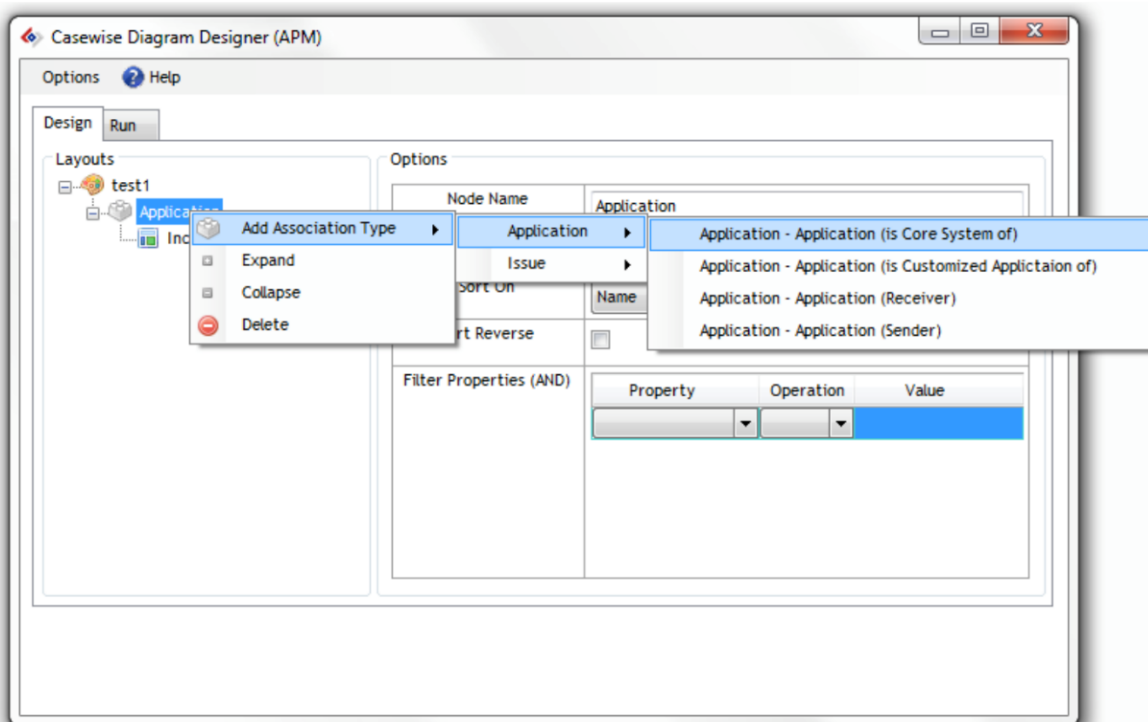 Casewise Diagram Designer (APM)
Options Help
Design Run
Layouts
test1
Application
Inc
Add Association Type
Expand
Collapse
Delete
Application
Issue
Application - Application (is Core System of)
Application - Application (is Customized Applictaion of)
Application - Application (Receiver)
Application - Application (Sender)
Options
Node Name Application
Sort On Name
rt Reverse
Filter Properties (AND)
Property Operation Value